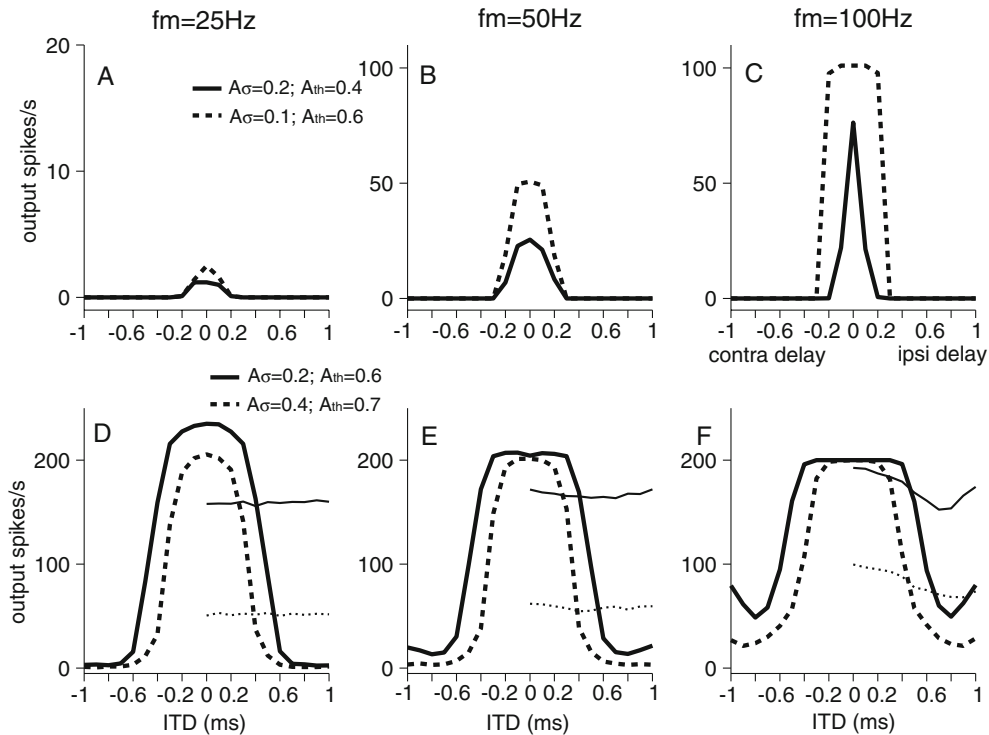 fm=25Hz
fm=50Hz
fm=100Hz
output spikes/s
20
10
0
A
Aσ=0.2; Ath=0.4
Aσ=0.1; Ath=0.6
-1 -0.6 -0.2 0 0.2 0.6 1
100
50
0
B
-1 -0.6 -0.2 0 0.2 0.6 1
100
50
0
C
-1 -0.6 -0.2 0 0.2 0.6 1
contra delay
ipsi delay
Aσ=0.2; Ath=0.6
Aσ=0.4; Ath=0.7
output spikes/s
200
100
0
D
-1 -0.6 -0.2 0 0.2 0.6 1
ITD (ms)
200
100
0
E
-1 -0.6 -0.2 0 0.2 0.6 1
ITD (ms)
200
100
0
F
-1 -0.6 -0.2 0 0.2 0.6 1
ITD (ms)